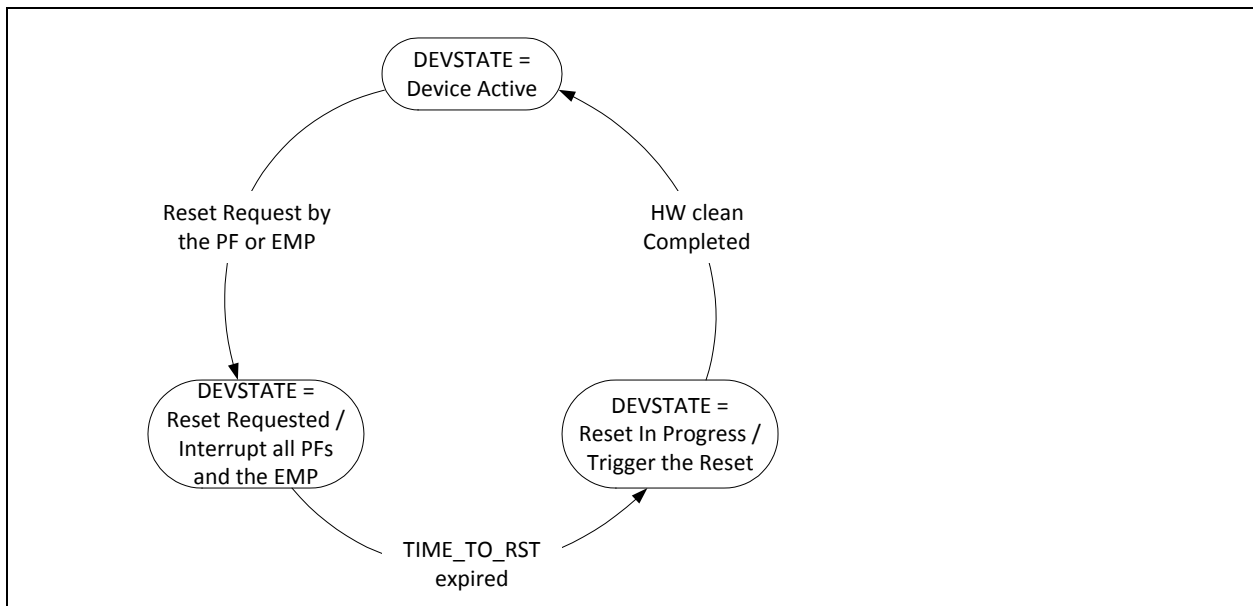 DEVSTATE =
Device Active
Reset Request by
the PF or EMP
HW clean
Completed
DEVSTATE =
Reset Requested /
Interrupt all PFs
and the EMP
DEVSTATE =
Reset In Progress /
Trigger the Reset
TIME_TO_RST
expired